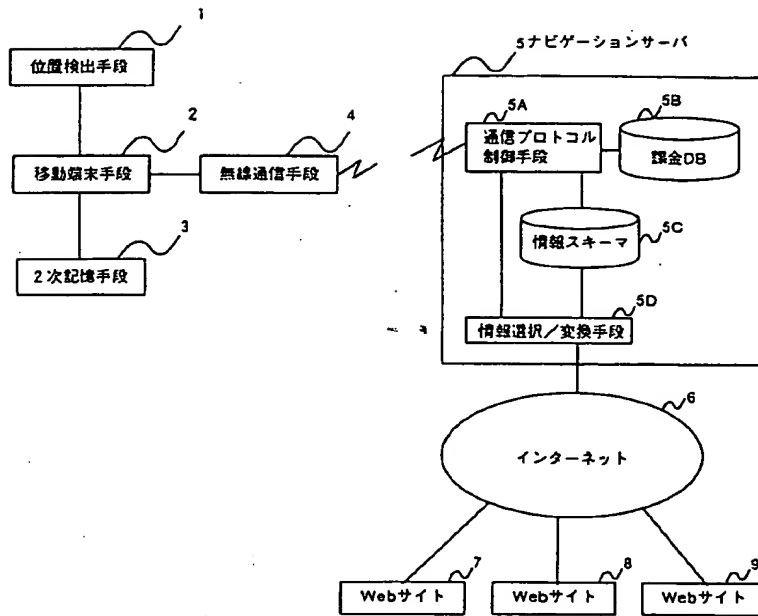 1
位置検出手段
2
移動端末手段
4
無線通信手段
3
2次記憶手段
5 ナビゲーションサーバ
5A
通信プロトコル
制御手段
5B
課金DB
情報スキーマ
5C
5D
情報選択/変換手段
6
インターネット
7
Webサイト
8
Webサイト
9
Webサイト